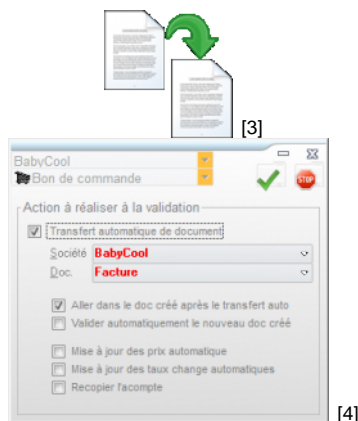 [3]
BabyCool
Bon de commande
Action à réaliser à la validation
Transfert automatique de document
Société BabyCool
Doc. Facture
Aller dans le doc créé après le transfert auto
Valider automatiquement le nouveau doc créé
Mise à jour des prix automatique
Mise à jour des taux change automatiques
Recopier l'acompte
STOP
[4]